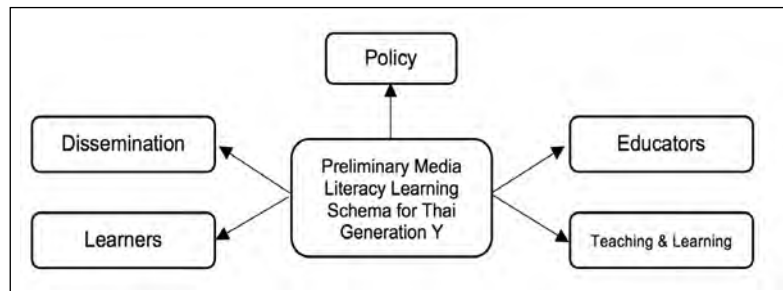 Policy
Dissemination
Educators
Preliminary Media
Literacy Learning
Schema for Thai
Generation Y
Learners
Teaching & Learning